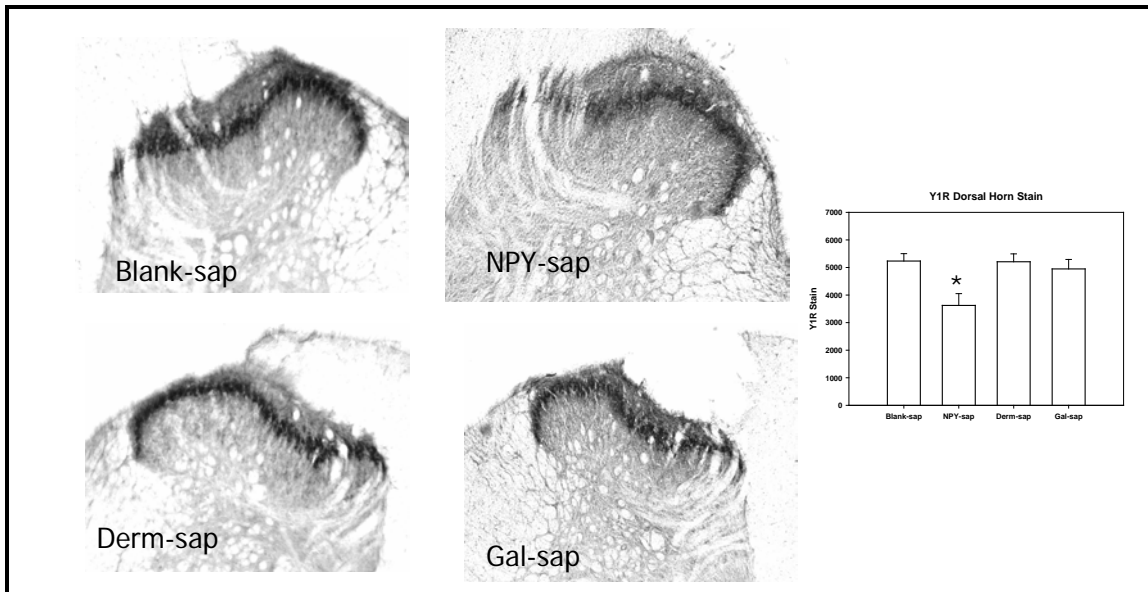 Blank-sap
NPY-sap
Derm-sap
Gal-sap
Y1R Dorsal Horn Stain
Y1R Stain
7000
6000
5000
4000
3000
2000
1000
0
*
Blank-sap NPY-sap Derm-sap Gal-sap